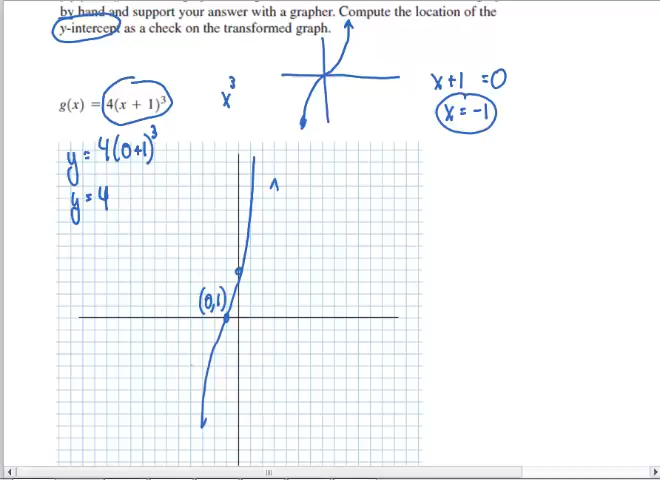 by hand and support your answer with a grapher. Compute the location of the
y-intercept as a check on the transformed graph.
x+1 =0
g(x) = 4(x + 1)³
x³
x=-1
y=4(0+1)³
y=4
(0,1)